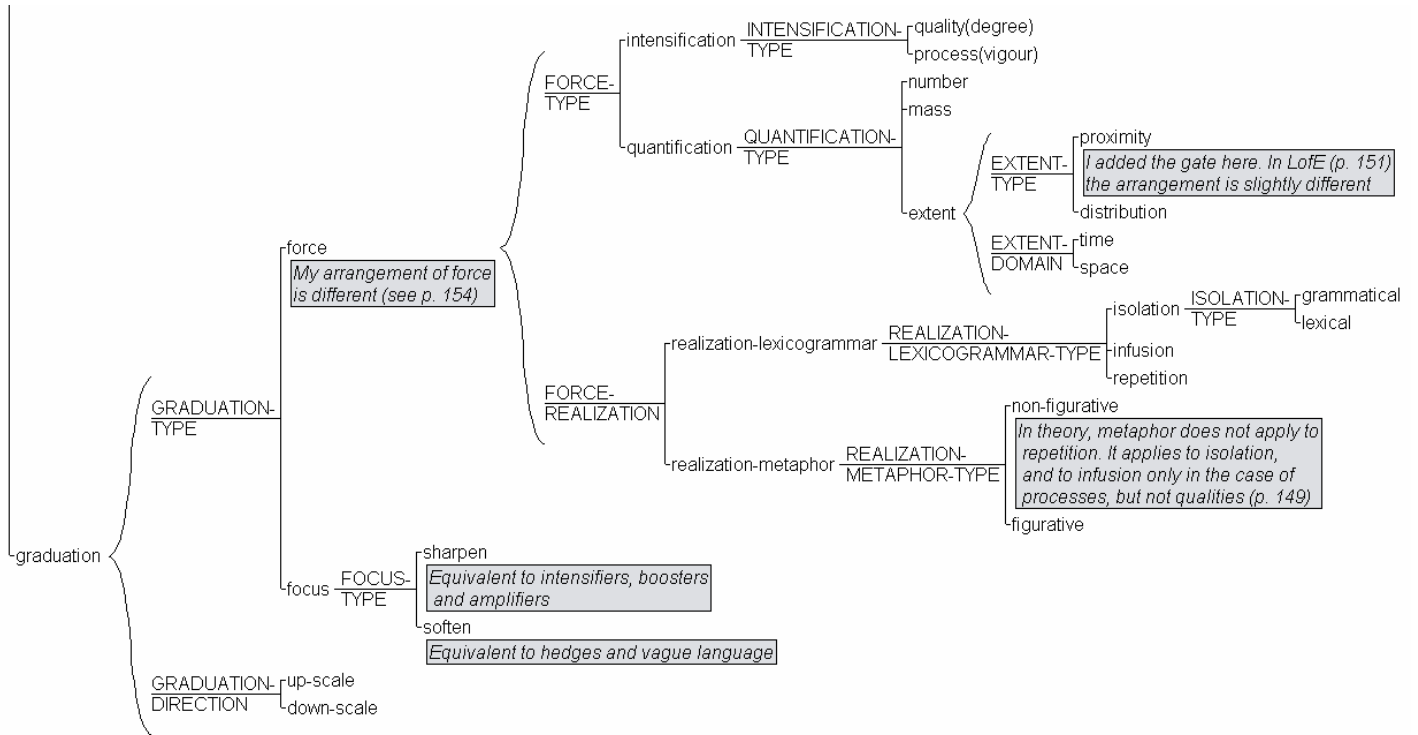 quality(degree)
intensification INTENSIFICATION-
TYPE
process(vigour)
FORCE-
TYPE
number
mass
quantification QUANTIFICATION-
TYPE
proximity
I added the gate here. In LofE (p. 151)
the arrangement is slightly different
EXTENT-
TYPE
extent
distribution
EXTENT-
DOMAIN
time
space
force
My arrangement of force
is different (see p. 154)
isolation ISOLATION-
TYPE
grammatical
lexical
realization-lexicogrammar REALIZATION-
LEXICOGRAMMAR-TYPE
infusion
repetition
FORCE-
REALIZATION
GRADUATION-
TYPE
non-figurative
In theory, metaphor does not apply to
repetition. It applies to isolation,
and to infusion only in the case of
processes, but not qualities (p. 149)
realization-metaphor REALIZATION-
METAPHOR-TYPE
figurative
graduation
sharpen
Equivalent to intensifiers, boosters
and amplifiers
focus FOCUS-
TYPE
soften
Equivalent to hedges and vague language
GRADUATION-
DIRECTION
up-scale
down-scale